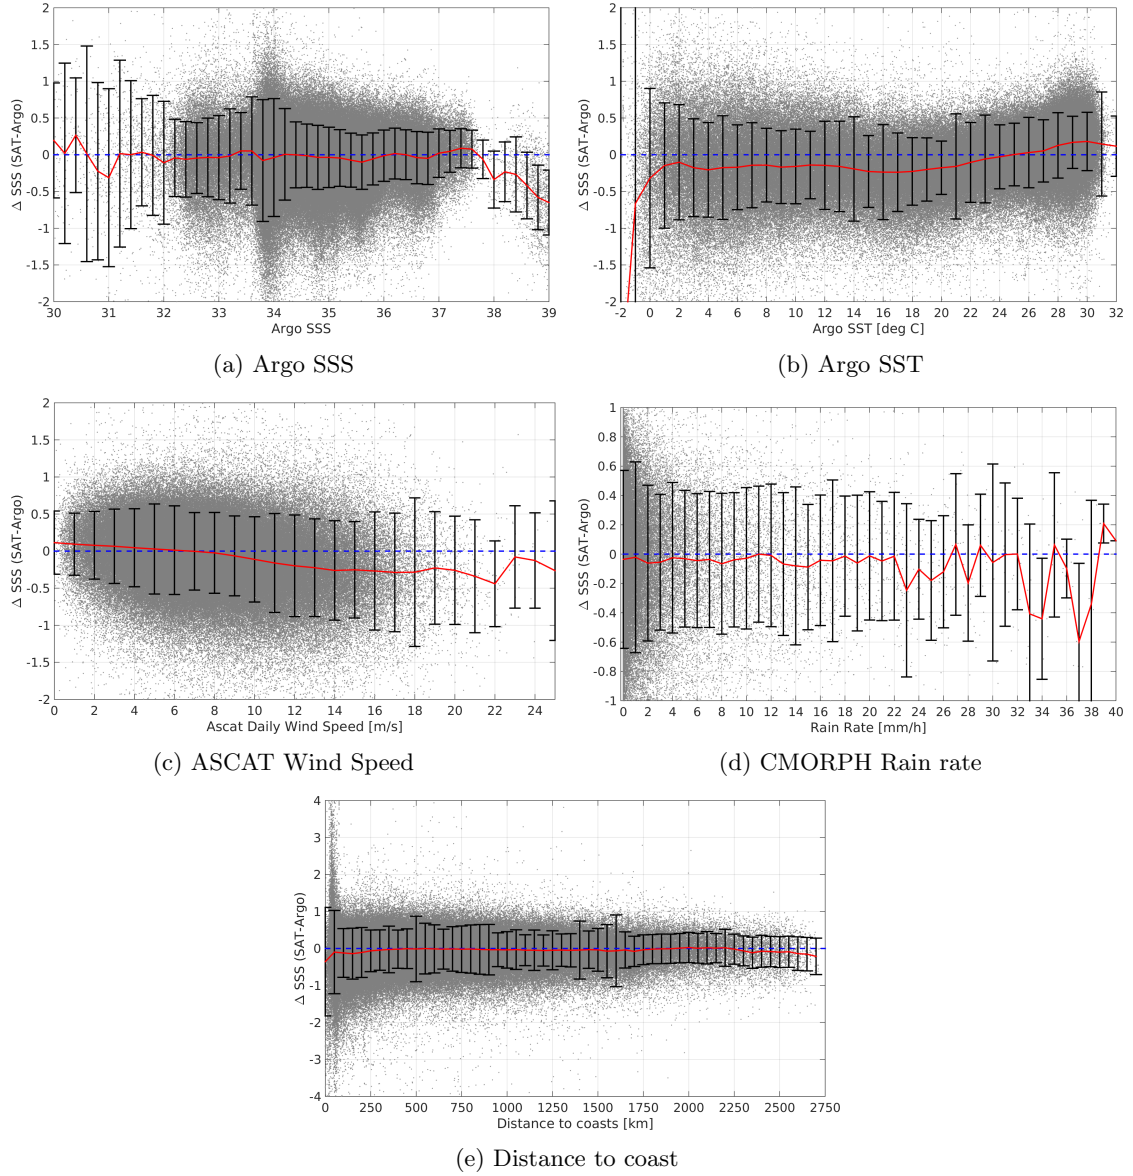 2
1.5
1
0.5
0
-0.5
-1
-1.5
-2
Δ SSS (SAT-Argo)
30 31 32 33 34 35 36 37 38 39
Argo SSS
(a) Argo SSS
2
1.5
1
0.5
0
-0.5
-1
-1.5
-2
Δ SSS (SAT-Argo)
-2 0 2 4 6 8 10 12 14 16 18 20 22 24 26 28 30 32
Argo SST [deg C]
(b) Argo SST
2
1.5
1
0.5
0
-0.5
-1
-1.5
-2
Δ SSS (SAT-Argo)
0 2 4 6 8 10 12 14 16 18 20 22 24
Ascat Daily Wind Speed [m/s]
(c) ASCAT Wind Speed
1
0.8
0.6
0.4
0.2
0
-0.2
-0.4
-0.6
-0.8
-1
Δ SSS (SAT-Argo)
0 2 4 6 8 10 12 14 16 18 20 22 24 26 28 30 32 34 36 38 40
Rain Rate [mm/h]
(d) CMORPH Rain rate
4
3
2
1
0
-1
-2
-3
-4
Δ SSS (SAT-Argo)
0 250 500 750 1000 1250 1500 1750 2000 2250 2500 2750
Distance to coasts [km]
(e) Distance to coast